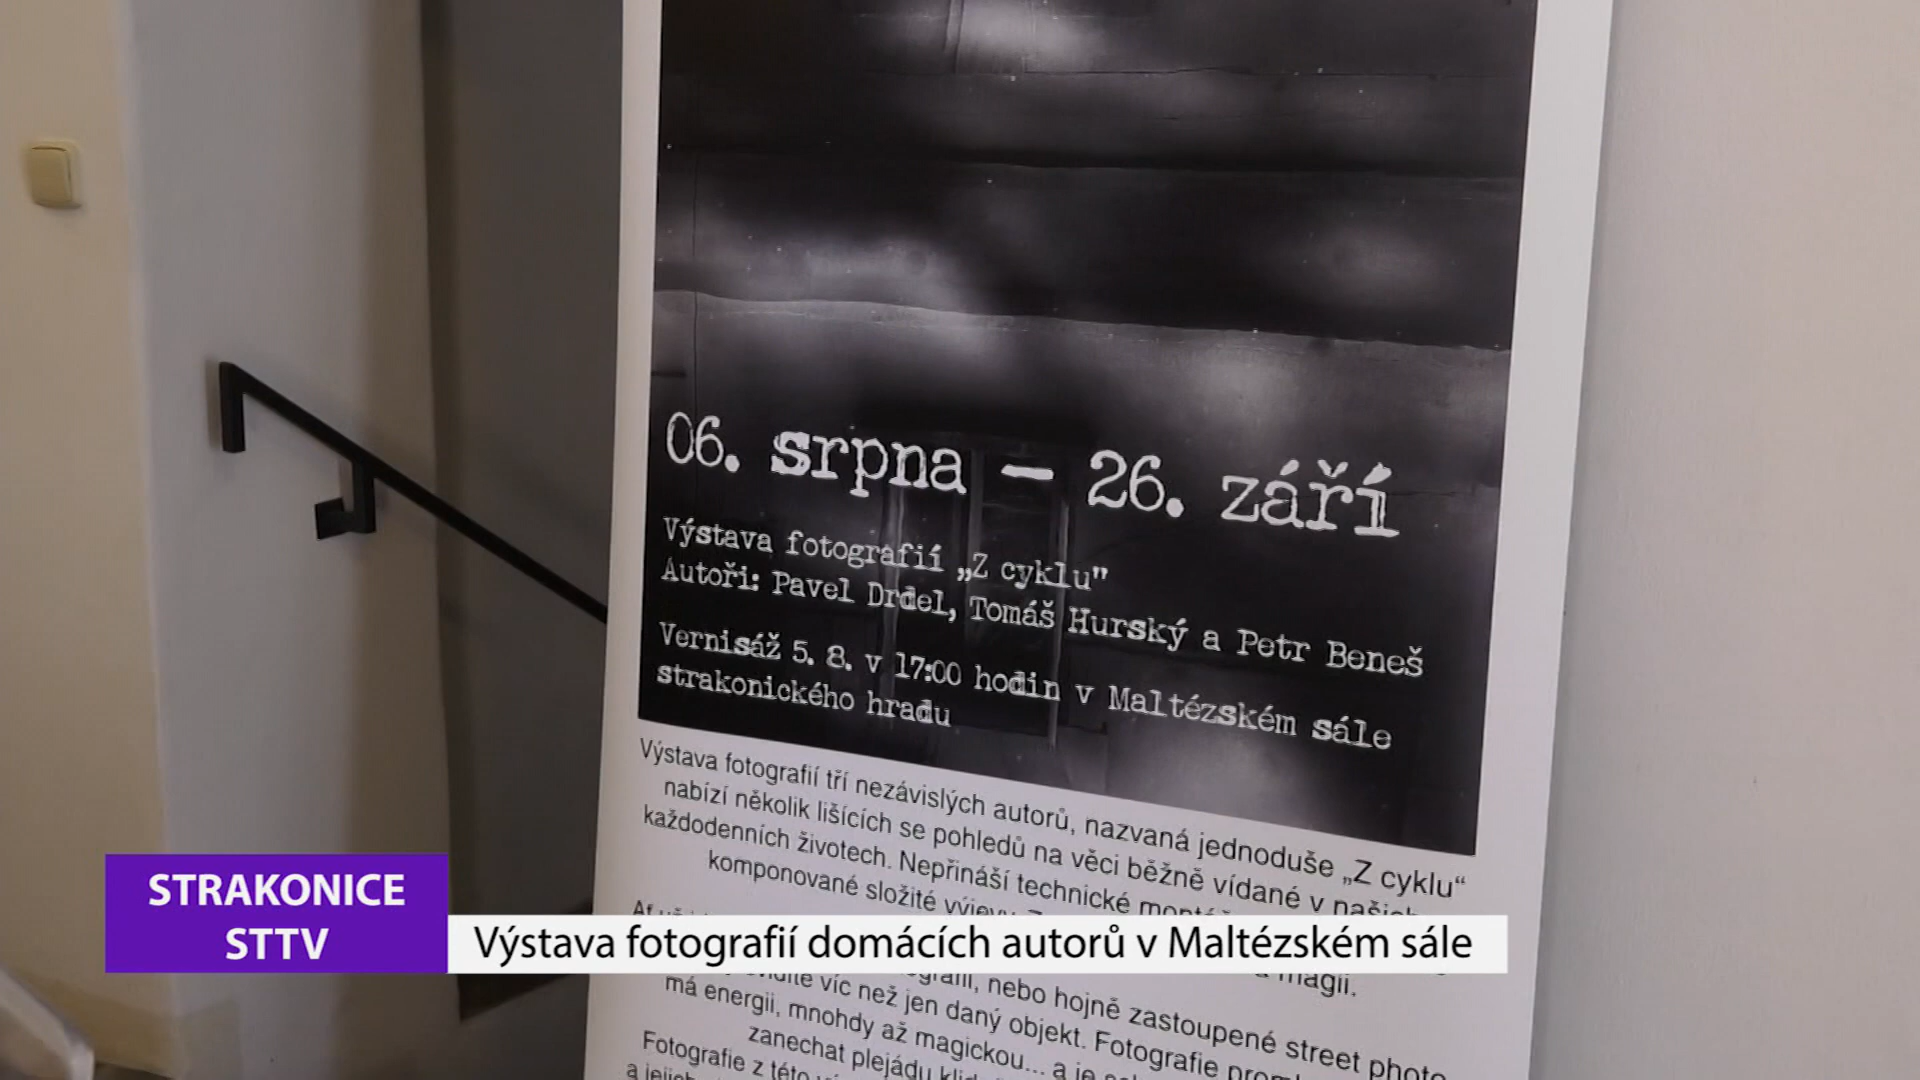 06. srpna – 26. září
Výstava fotografií „Z cyklu"
Autoři: Pavel Drdel, Tomáš Hurský a Petr Beneš
Vernisáž 5. 8. v 17:00 hodin v Maltézském sále
strakonického hradu
Výstava fotografií tří nezávislých autorů, nazvaná jednoduše „Z cyklu“
nabízí několik lišících se pohledů na věci běžně vídané v našich
každodenních životech. Nepřináší technické
komponované složité výjevy.
magii.
víc než jen daný objekt. Fotografie
nebo hojně zastoupené street photo
má energii, mnohdy až magickou... a je
zanechat plejádu
Fotografie z této
STRAKONICE
STTV
Výstava fotografií domácích autorů v Maltézském sále